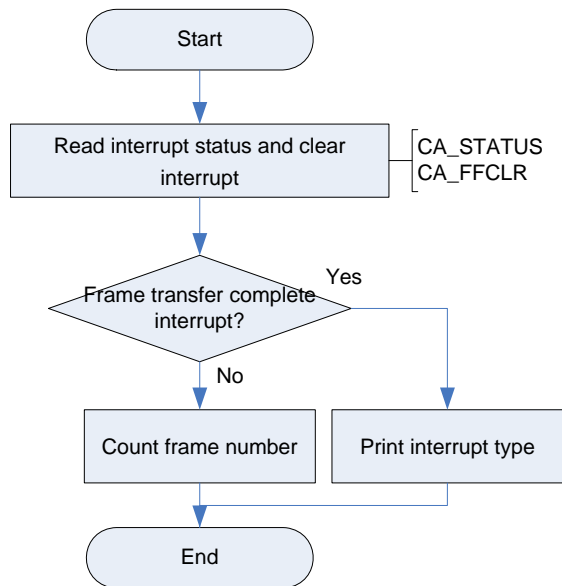 Start
Read interrupt status and clear
interrupt
CA_STATUS
CA_FFCLR
Frame transfer complete
interrupt?
Yes
No
Count frame number
Print interrupt type
End